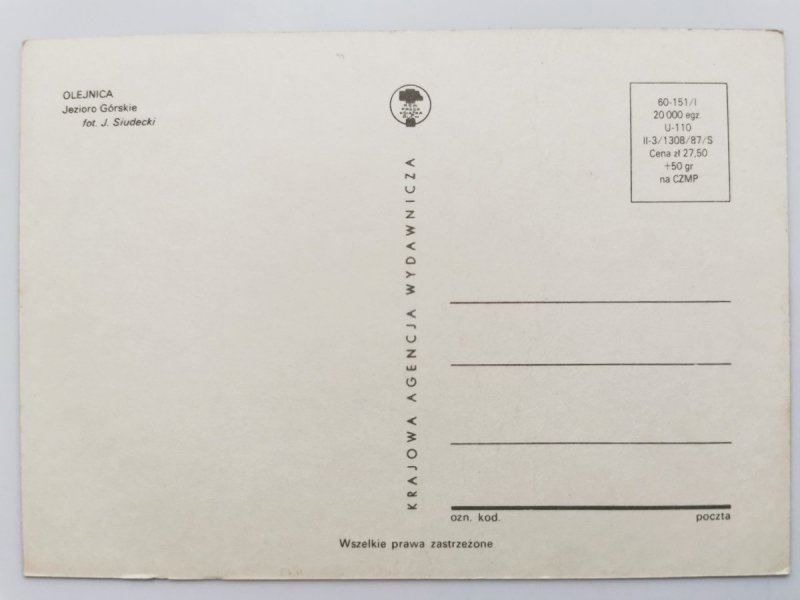 OLEJNICA
Jezioro Górskie
fot. J. Siudecki
KRAJOWA AGENCJA WYDAWNICZA
60-151/I
20 000 egz.
U-110
II-3/1308/87/S
Cena zł 27,50
+50 gr
na CZMP
ozn. kod.
poczta
Wszelkie prawa zastrzeżone